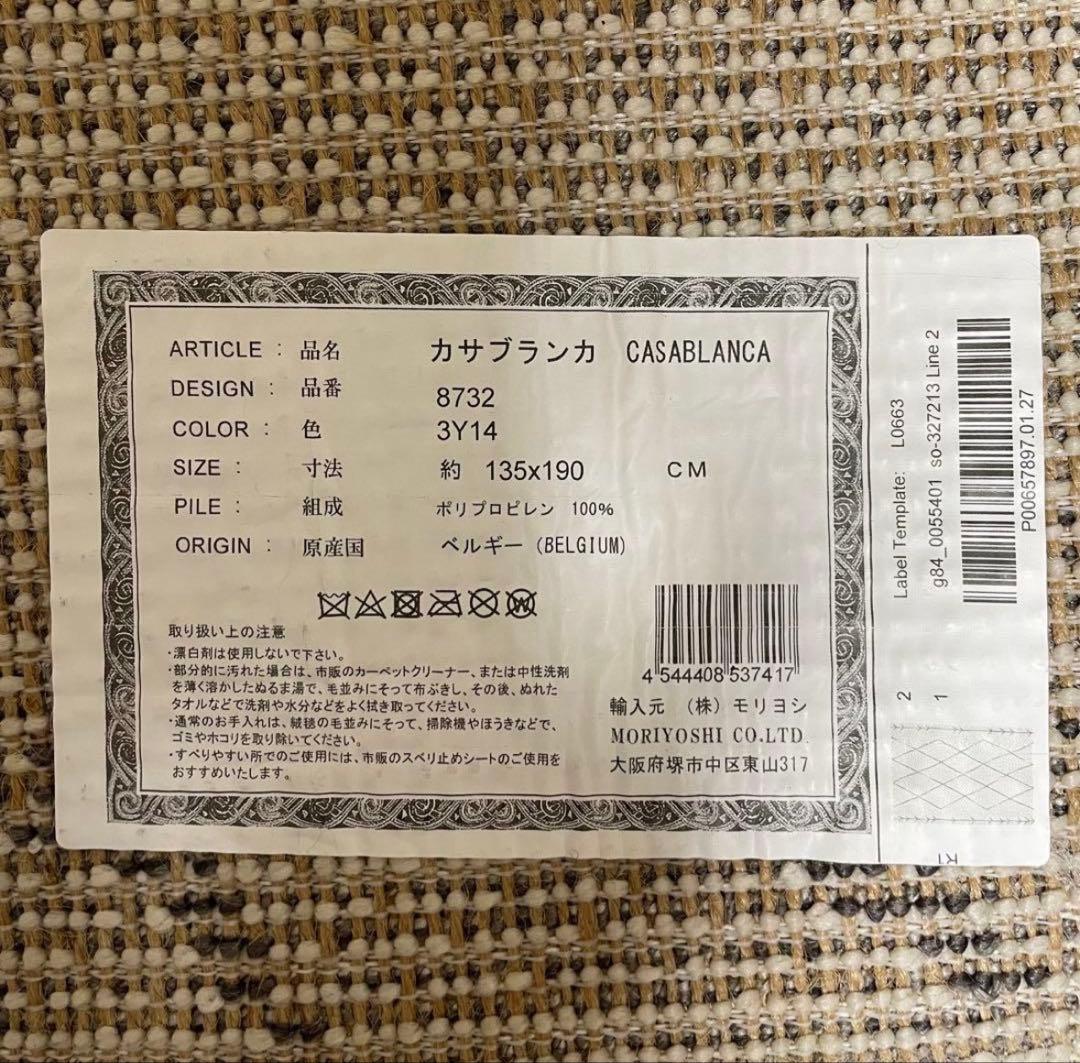 ARTICLE : 品名 カサブランカ CASABLANCA
DESIGN : 品番 8732
COLOR : 色 3Y14
SIZE : 寸法 約 135x190 CM
PILE : 組成 ポリプロピレン 100%
ORIGIN : 原産国 ベルギー (BELGIUM)
取り扱い上の注意
・漂白剤は使用しないで下さい。
・部分的に汚れた場合は、市販のカーペットクリーナー、または中性洗剤
を薄く溶かしたぬるま湯で、毛並みにそって布ぶきし、その後、ぬれた
タオルなどで洗剤や水分などをよく拭き取ってください。
・通常のお手入れは、絨毯の毛並みにそって、掃除機やほうきなどで、
ゴミやホコリを取り除いてください。
・すべりやすい所でのご使用には、市販のスベリ止めシートのご使用を
おすすめいたします。
4 544408 537417
輸入元 (株) モリヨシ
MORIYOSHI CO.LTD.
大阪府堺市中区東山317
Label Template: L0663
g84_0055401 so-327213 Line 2
P00657897.01.27
2
1